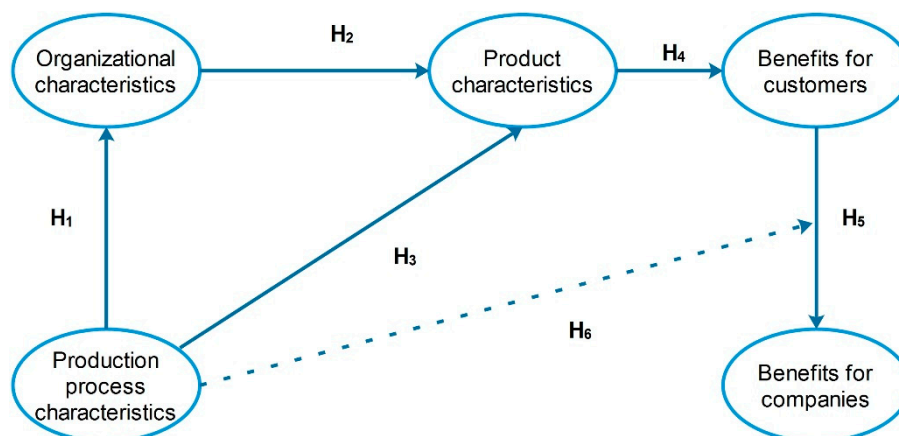 Organizational
characteristics
H₂
Product
characteristics
H₄
Benefits for
customers
H₁
H₃
H₅
H₆
Production
process
characteristics
Benefits for
companies